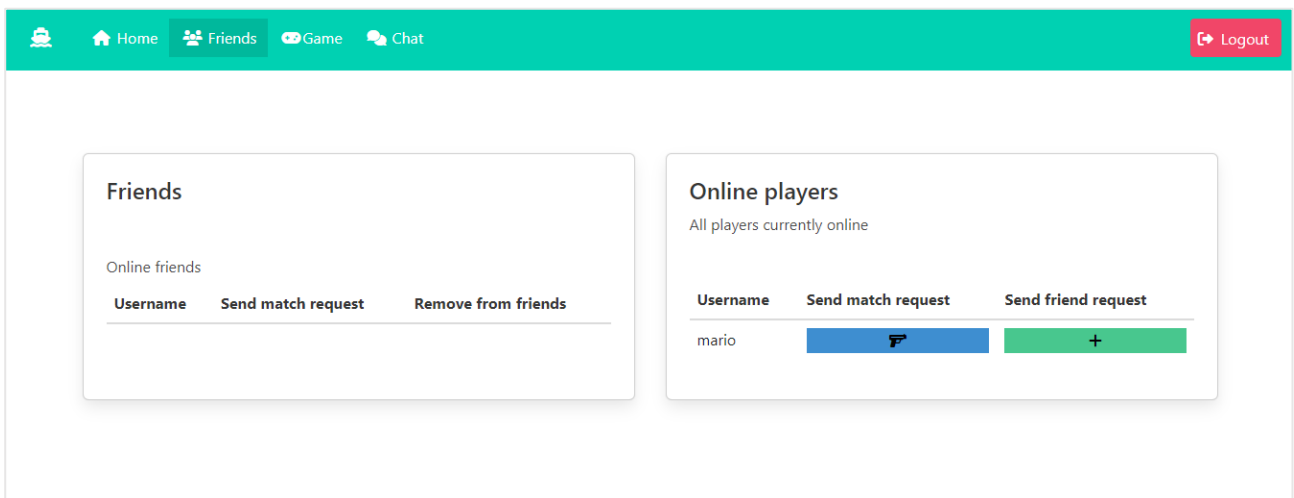 Home Friends Game Chat Logout
Friends
Online friends
Username Send match request Remove from friends
Online players
All players currently online
Username Send match request Send friend request
mario